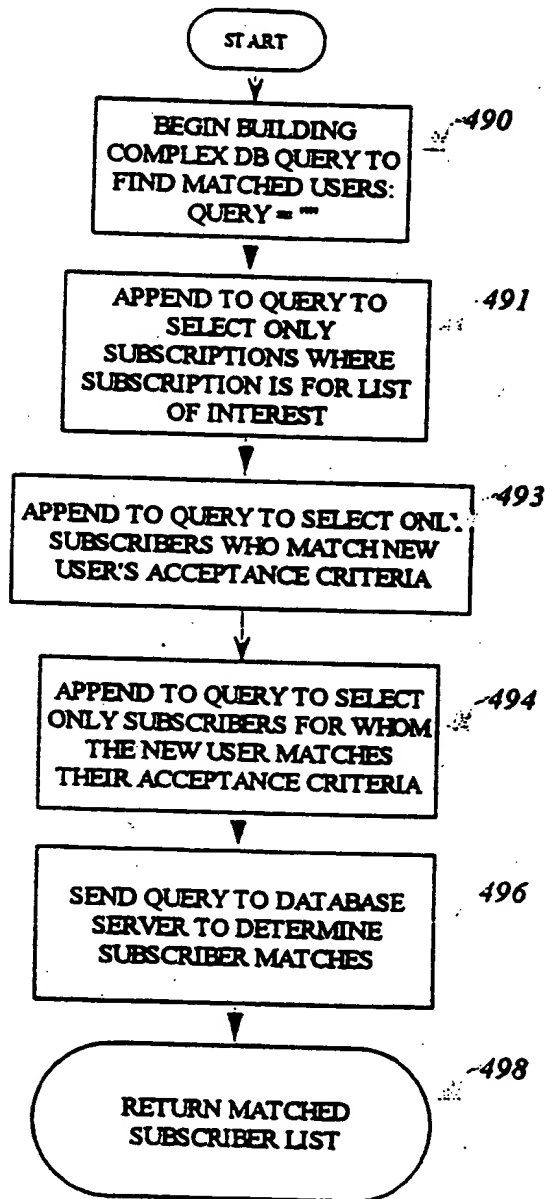 START
BEGIN BUILDING
COMPLEX DB QUERY TO
FIND MATCHED USERS:
QUERY = ""
490
APPEND TO QUERY TO
SELECT ONLY
SUBSCRIPTIONS WHERE
SUBSCRIPTION IS FOR LIST
OF INTEREST
491
APPEND TO QUERY TO SELECT ONLY
SUBSCRIBERS WHO MATCH NEW
USER'S ACCEPTANCE CRITERIA
493
APPEND TO QUERY TO SELECT
ONLY SUBSCRIBERS FOR WHOM
THE NEW USER MATCHES
THEIR ACCEPTANCE CRITERIA
494
SEND QUERY TO DATABASE
SERVER TO DETERMINE
SUBSCRIBER MATCHES
496
RETURN MATCHED
SUBSCRIBER LIST
498